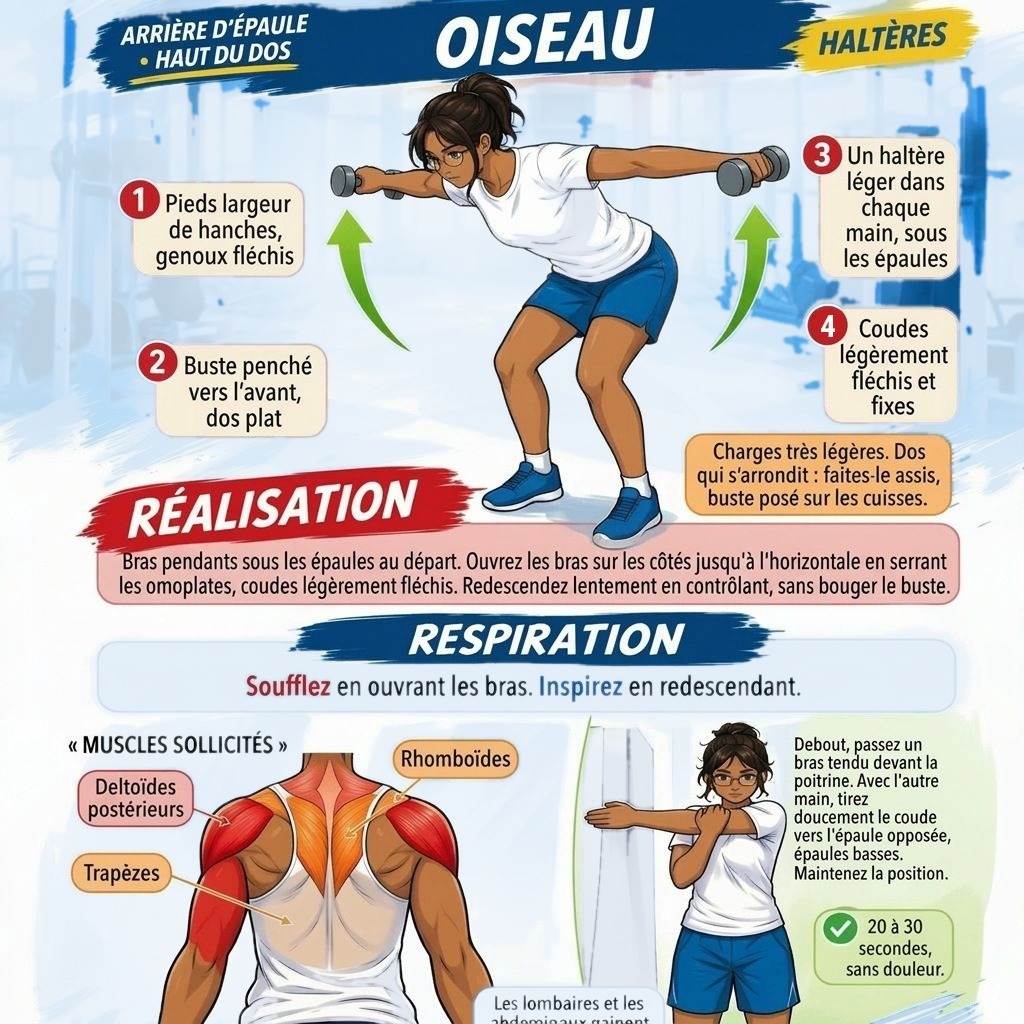 ARRIÈRE D'ÉPAULE
• HAUT DU DOS
OISEAU
HALTÈRES
1 Pieds largeur
de hanches,
genoux fléchis
2 Buste penché
vers l'avant,
dos plat
3 Un haltère
léger dans
chaque
main, sous
les épaules
4 Coudes
légèrement
fléchis et
fixes
Charges très légères. Dos
qui s'arrondit : faites-le assis,
buste posé sur les cuisses.
RÉALISATION
Bras pendants sous les épaules au départ. Ouvrez les bras sur les côtés jusqu'à l'horizontale en serrant
les omoplates, coudes légèrement fléchis. Redescendez lentement en contrôlant, sans bouger le buste.
RESPIRATION
Soufflez en ouvrant les bras. Inspirez en redescendant.
« MUSCLES SOLLICITÉS »
Deltoïdes
postérieurs
Rhomboïdes
Trapèzes
Debout, passez un
bras tendu devant la
poitrine. Avec l'autre
main, tirez
doucement le coude
vers l'épaule opposée,
épaules basses.
Maintenez la position.
20 à 30
secondes,
sans douleur.
Les lombaires et les
abdominaux gainent